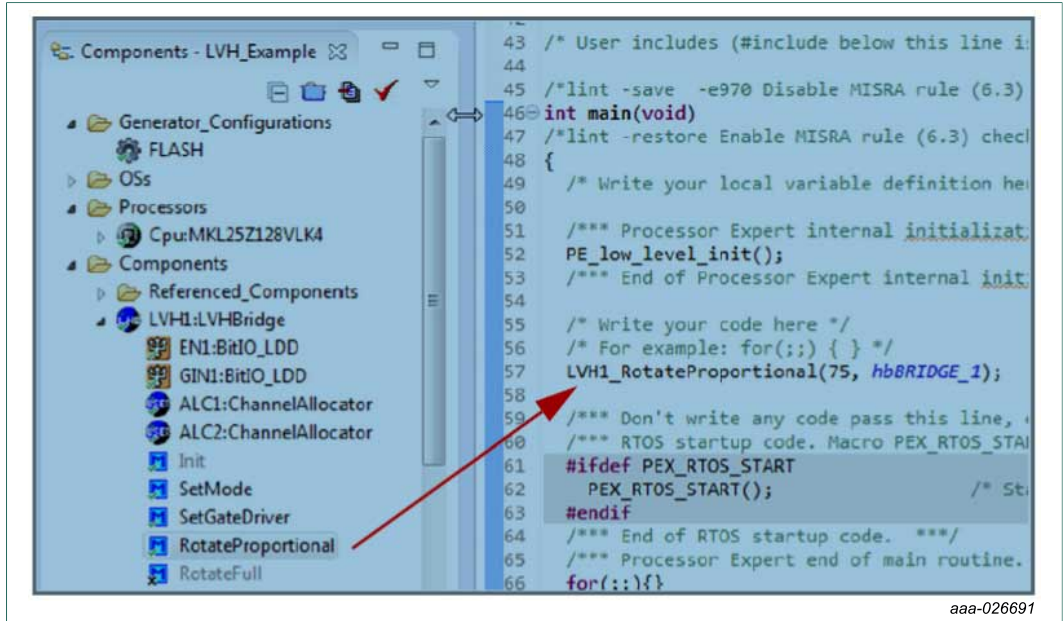 Components - LVH_Example
Generator_Configurations
FLASH
OSs
Processors
Cpu:MKL25Z128VLK4
Components
Referenced_Components
LVH1:LVHBridge
EN1:BitIO_LDD
GIN1:BitIO_LDD
ALC1:ChannelAllocator
ALC2:ChannelAllocator
Init
SetMode
SetGateDriver
RotateProportional
RotateFull
43 /* User includes (#include below this line i
44
45 /*lint -save -e970 Disable MISRA rule (6.3)
46 int main(void)
47 /*lint -restore Enable MISRA rule (6.3) chec
48 {
49 /* Write your local variable definition he
50
51 /*** Processor Expert internal initializat
52 PE_low_level_init();
53 /*** End of Processor Expert internal init
54
55 /* Write your code here */
56 /* For example: for(;;) { } */
57 LVH1_RotateProportional(75, hbBRIDGE_1);
58
59 /*** Don't write any code pass this line,
60 /*** RTOS startup code. Macro PEX_RTOS_STA
61 #ifdef PEX_RTOS_START
62 PEX_RTOS_START(); /* St
63 #endif
64 /*** End of RTOS startup code. ***/
65 /*** Processor Expert end of main routine.
66 for(;;){}
aaa-026691